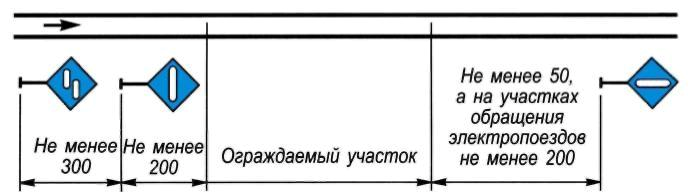 Не менее
300
Не менее
200
Ограждаемый участок
Не менее 50,
а на участках
обращения
электропоездов
не менее 200